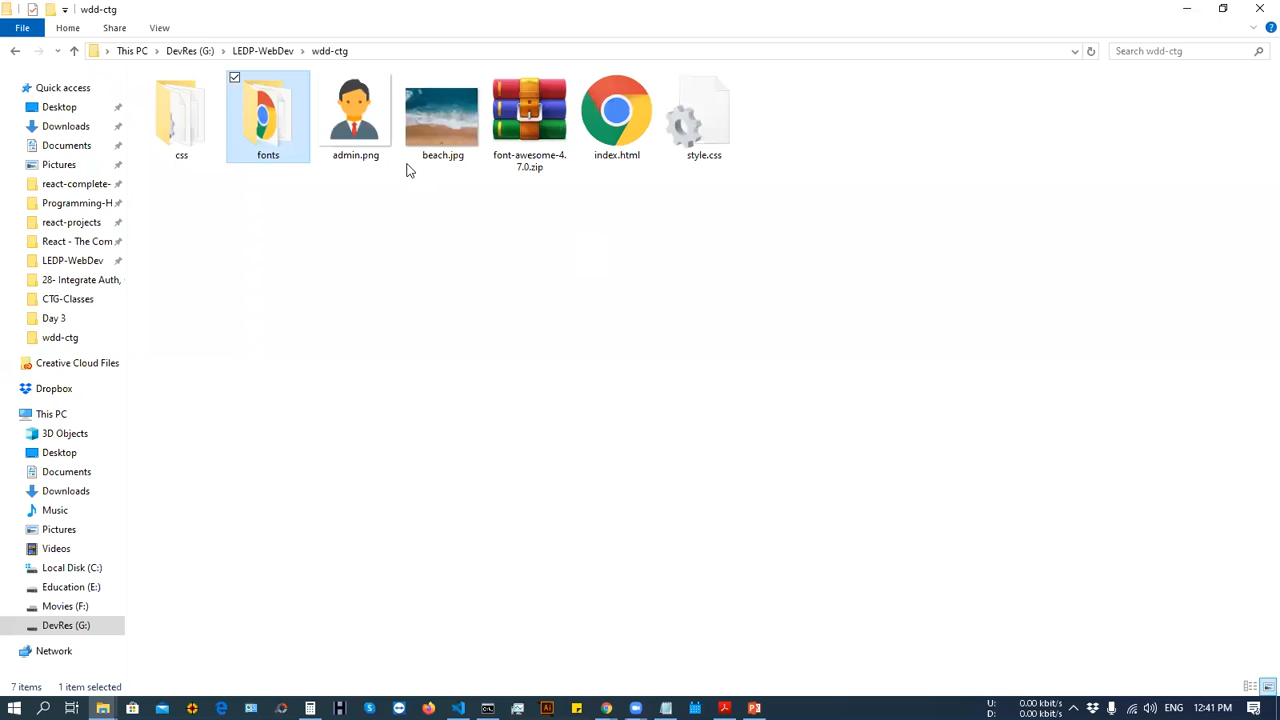 wdd-ctg
File Home Share View
This PC DevRes (G:) LEDP-WebDev wdd-ctg
Search wdd-ctg
Quick access
Desktop
Downloads
Documents
Pictures
react-complete-
Programming-H
react-projects
React - The Com
LEDP-WebDev
28- Integrate Auth,
CTG-Classes
Day 3
wdd-ctg
Creative Cloud Files
Dropbox
This PC
3D Objects
Desktop
Documents
Downloads
Music
Pictures
Videos
Local Disk (C:)
Education (E:)
Movies (F:)
DevRes (G:)
Network
css
fonts
admin.png
beach.jpg
font-awesome-4.
7.0.zip
index.html
style.css
7 items 1 item selected
U: 0.00 kbit/s
D: 0.00 kbit/s
ENG 12:41 PM